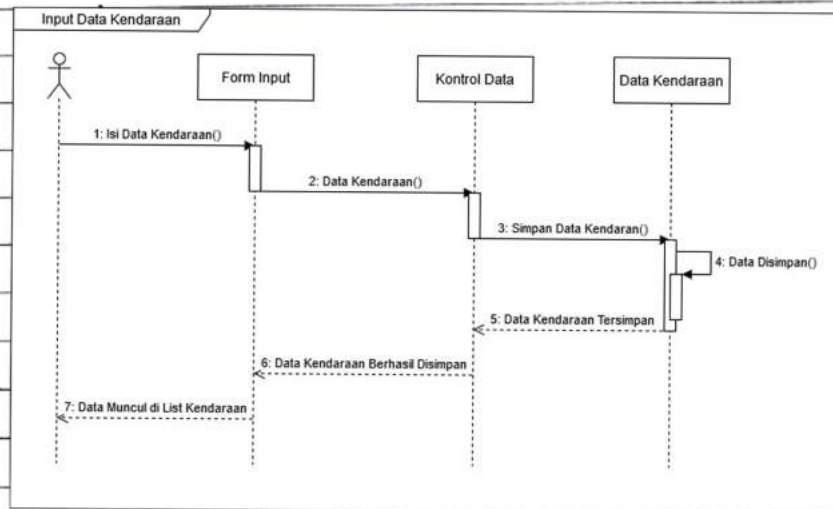 Input Data Kendaraan
Form Input
Kontrol Data
Data Kendaraan
1: Isi Data Kendaraan()
2: Data Kendaraan()
3: Simpan Data Kendaran()
4: Data Disimpan()
5: Data Kendaraan Tersimpan
6: Data Kendaraan Berhasil Disimpan
7: Data Muncul di List Kendaraan